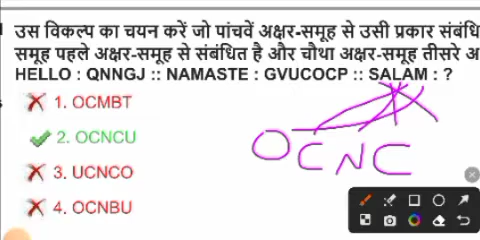 उस विकल्प का चयन करें जो पांचवें अक्षर-समूह से उसी प्रकार
समूह पहले अक्षर-समूह से संबंधित है और चौथा अक्षर-समूह तीसरे
HELLO : QNNGJ :: NAMASTE : GVUCOCP :: SALAM : ?
1. OCMBT
2. OCNCU
3. UCNCO
4. OCNBU
OCNC